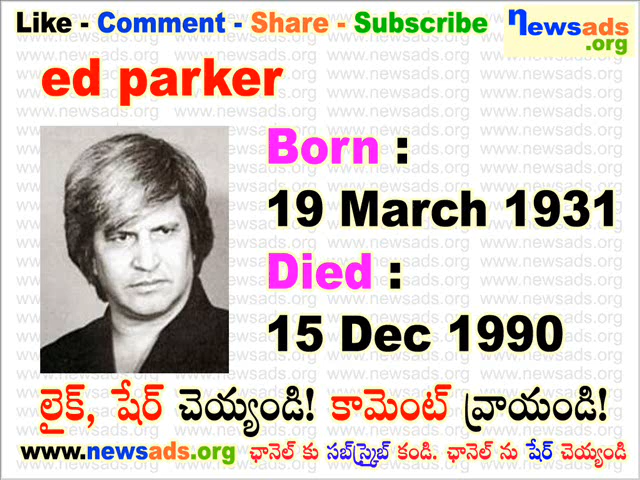 Like - Comment - Share - Subscribe
newsads
.org
ed parker
Born :
19 March 1931
Died :
15 Dec 1990
లైక్, షేర్ చెయ్యండి! కామెంట్ వ్రాయండి!
www.newsads.org ఛానెల్ కు సబ్‌స్క్రైబ్ కండి. ఛానెల్ ను షేర్ చెయ్యండి